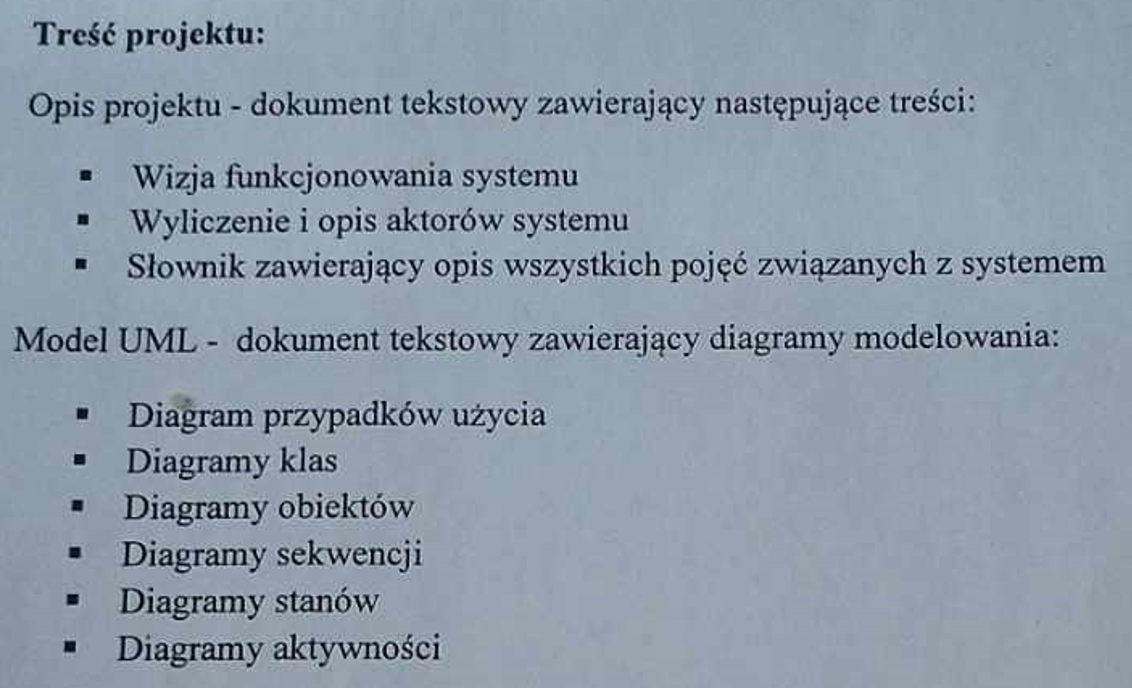 Treść projektu:
Opis projektu - dokument tekstowy zawierający następujące treści:
▪ Wizja funkcjonowania systemu
▪ Wyliczenie i opis aktorów systemu
▪ Słownik zawierający opis wszystkich pojęć związanych z systemem
Model UML - dokument tekstowy zawierający diagramy modelowania:
▪ Diagram przypadków użycia
▪ Diagramy klas
▪ Diagramy obiektów
▪ Diagramy sekwencji
▪ Diagramy stanów
▪ Diagramy aktywności